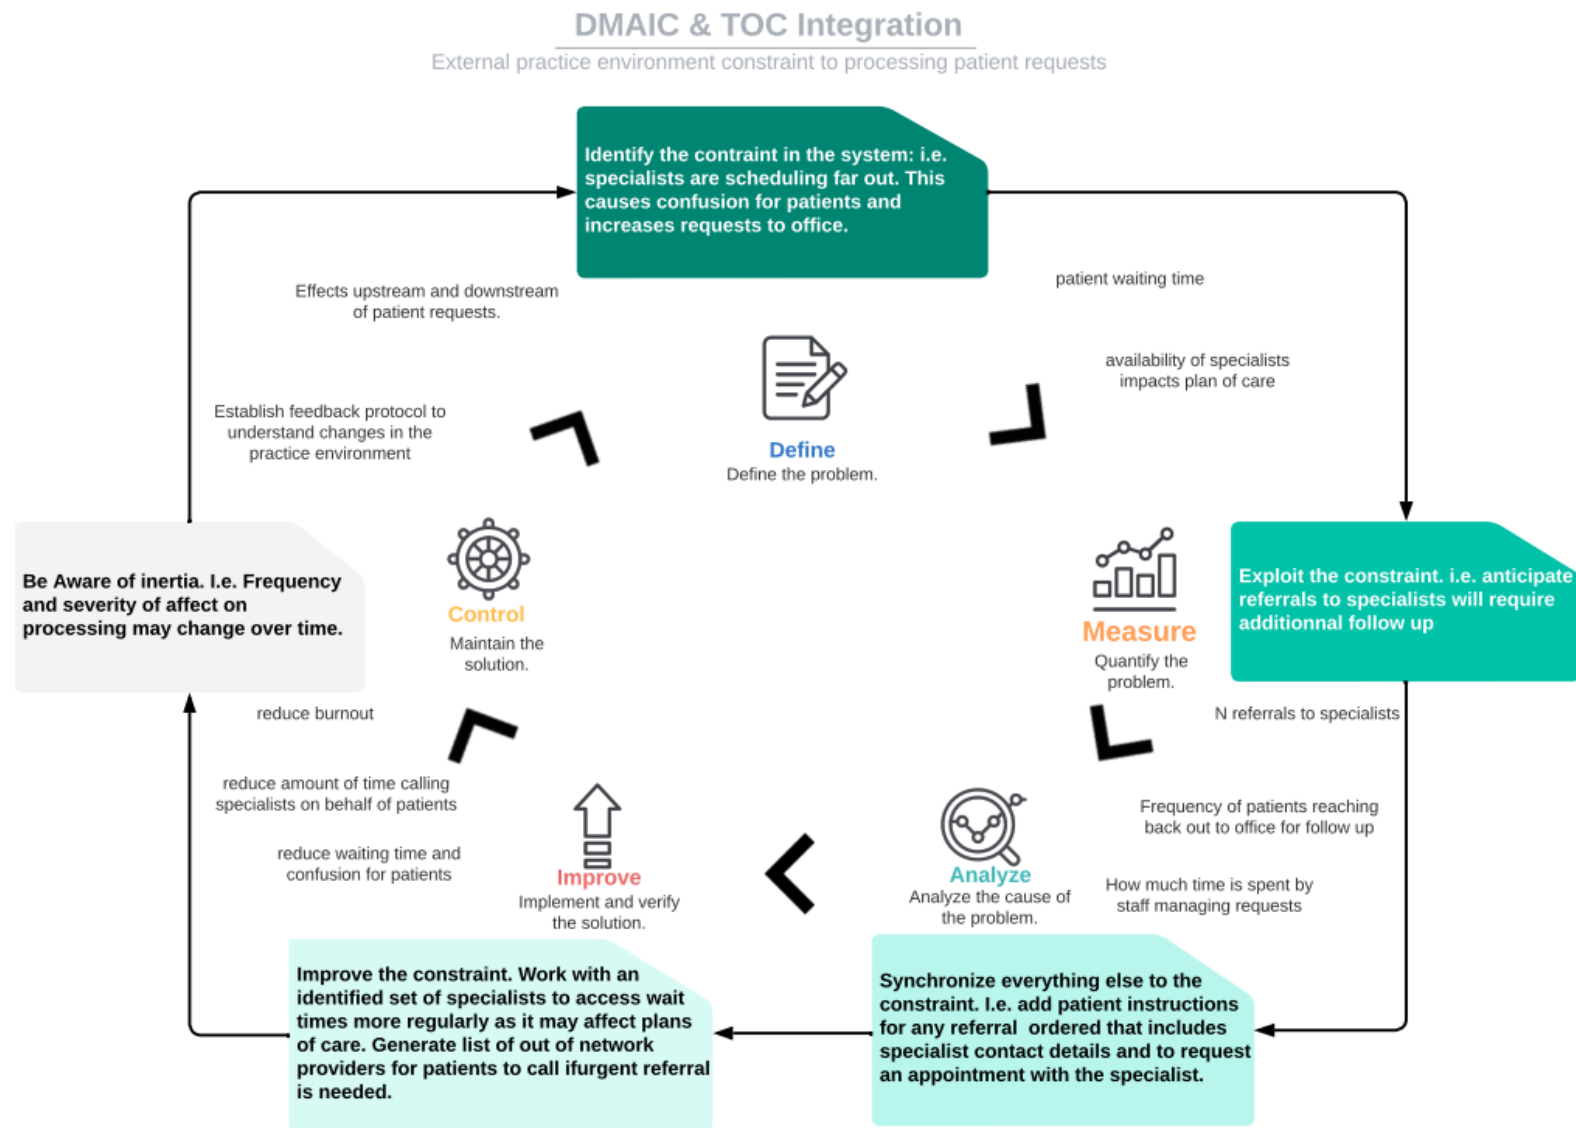 DMAIC & TOC Integration
External practice environment constraint to processing patient requests
Identify the contraint in the system: i.e.
specialists are scheduling far out. This
causes confusion for patients and
increases requests to office.
patient waiting time
availability of specialists
impacts plan of care
Effects upstream and downstream
of patient requests.
Establish feedback protocol to
understand changes in the
practice environment
Define
Define the problem.
Be Aware of inertia. I.e. Frequency
and severity of affect on
processing may change over time.
Control
Maintain the
solution.
Measure
Quantify the
problem.
Exploit the constraint. i.e. anticipate
referrals to specialists will require
additionnal follow up
N referrals to specialists
Frequency of patients reaching
back out to office for follow up
How much time is spent by
staff managing requests
reduce burnout
reduce amount of time calling
specialists on behalf of patients
reduce waiting time and
confusion for patients
Improve
Implement and verify
the solution.
Analyze
Analyze the cause of
the problem.
Improve the constraint. Work with an
identified set of specialists to access wait
times more regularly as it may affect plans
of care. Generate list of out of network
providers for patients to call ifurgent referral
is needed.
Synchronize everything else to the
constraint. I.e. add patient instructions
for any referral ordered that includes
specialist contact details and to request
an appointment with the specialist.